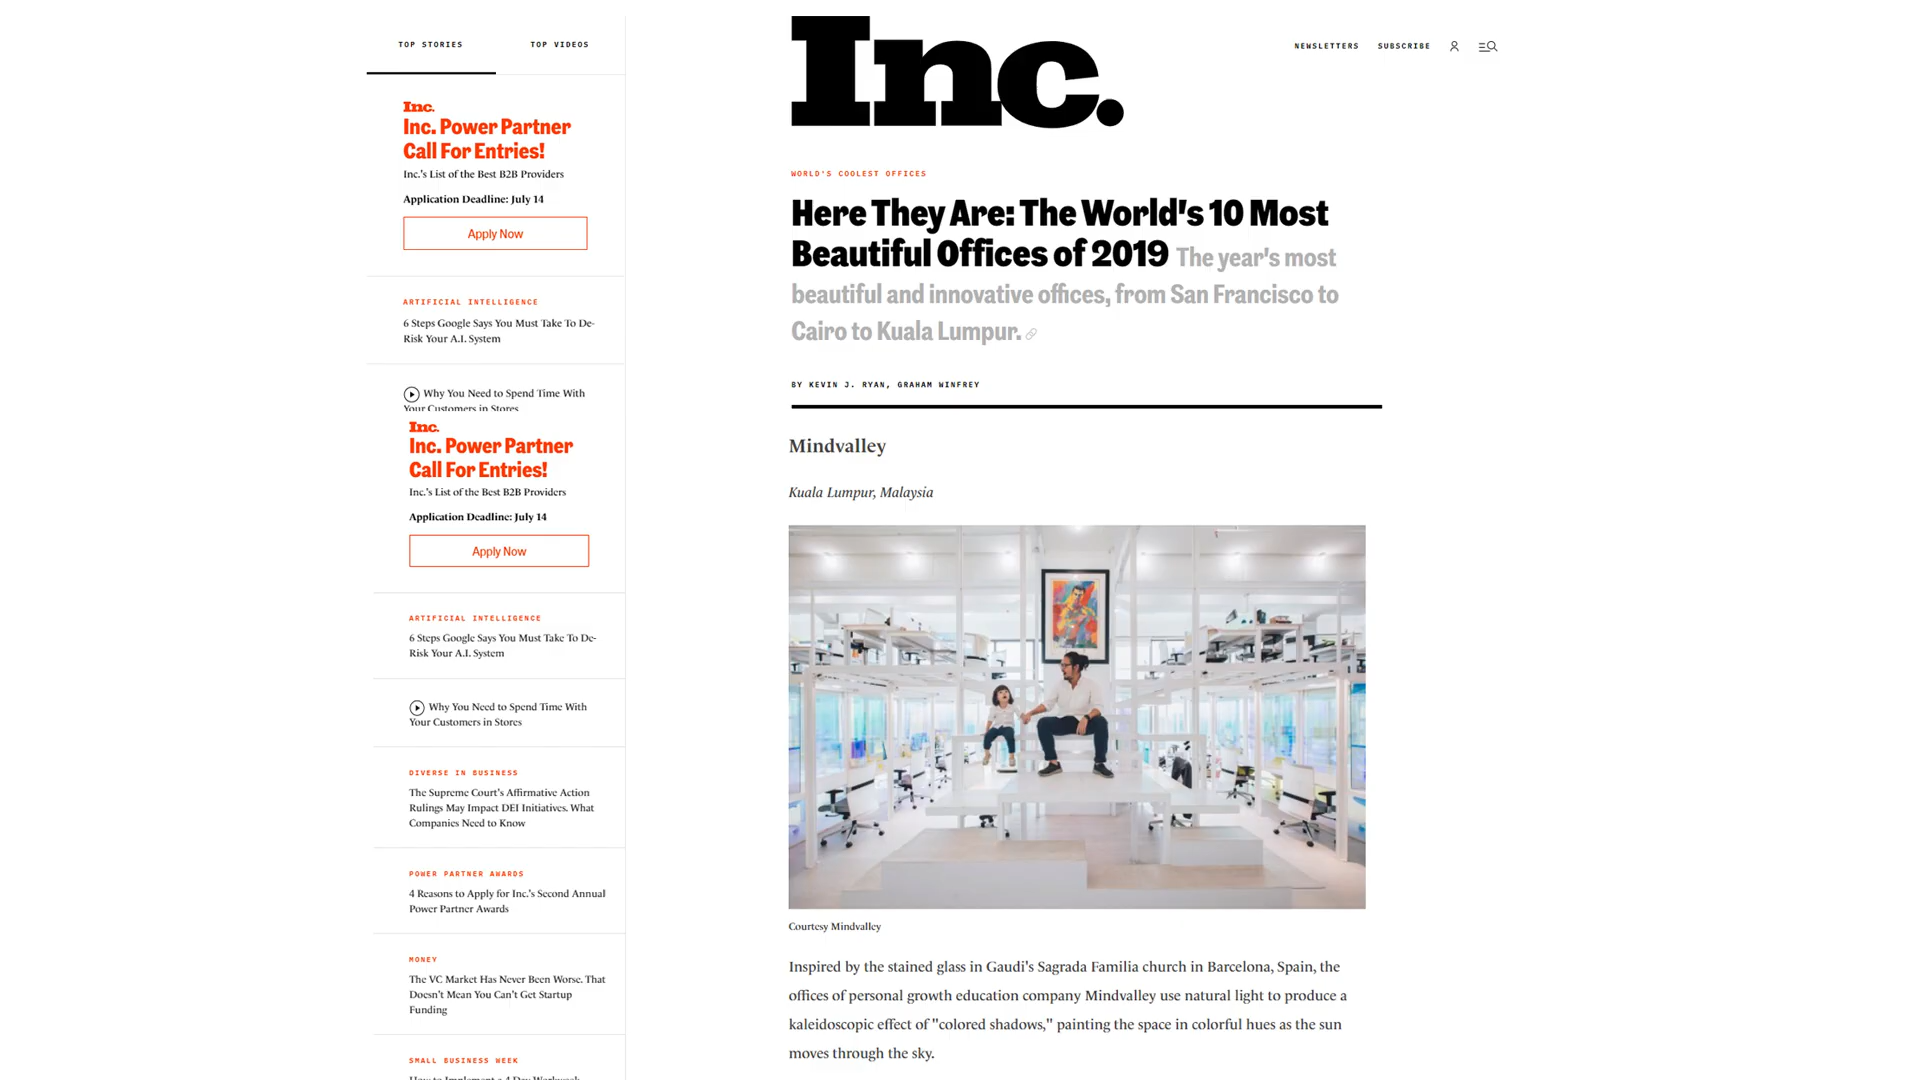 TOP STORIES
TOP VIDEOS
Inc.
Inc. Power Partner
Call For Entries!
Inc.'s List of the Best B2B Providers
Application Deadline: July 14
Apply Now
ARTIFICIAL INTELLIGENCE
6 Steps Google Says You Must Take To De-
Risk Your A.I. System
Why You Need to Spend Time With
Your Customers in Stores
Inc.
Inc. Power Partner
Call For Entries!
Inc.'s List of the Best B2B Providers
Application Deadline: July 14
Apply Now
ARTIFICIAL INTELLIGENCE
6 Steps Google Says You Must Take To De-
Risk Your A.I. System
Why You Need to Spend Time With
Your Customers in Stores
DIVERSE IN BUSINESS
The Supreme Court's Affirmative Action
Rulings May Impact DEI Initiatives. What
Companies Need to Know
POWER PARTNER AWARDS
4 Reasons to Apply for Inc.'s Second Annual
Power Partner Awards
MONEY
The VC Market Has Never Been Worse. That
Doesn't Mean You Can't Get Startup
Funding
SMALL BUSINESS WEEK
How to Implement a 4-Day Workweek
Inc.
NEWSLETTERS SUBSCRIBE
WORLD'S COOLEST OFFICES
Here They Are: The World's 10 Most
Beautiful Offices of 2019 The year's most
beautiful and innovative offices, from San Francisco to
Cairo to Kuala Lumpur.
BY KEVIN J. RYAN, GRAHAM WINFREY
Mindvalley
Kuala Lumpur, Malaysia
Courtesy Mindvalley
Inspired by the stained glass in Gaudi's Sagrada Familia church in Barcelona, Spain, the
offices of personal growth education company Mindvalley use natural light to produce a
kaleidoscopic effect of "colored shadows," painting the space in colorful hues as the sun
moves through the sky.